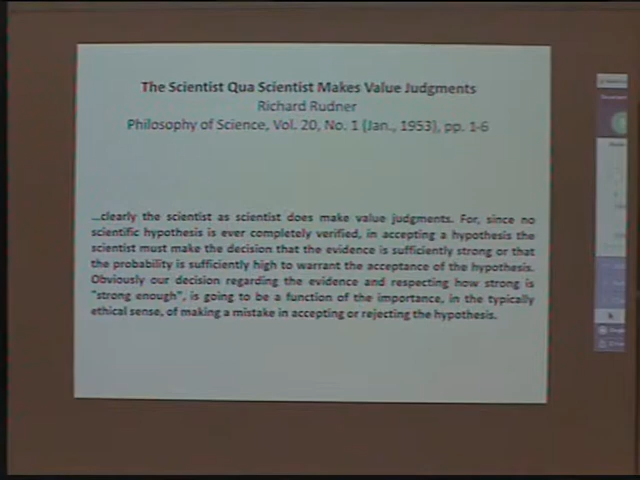 The Scientist Qua Scientist Makes Value Judgments
Richard Rudner
Philosophy of Science, Vol. 20, No. 1 (Jan., 1953), pp. 1-6
...clearly the scientist as scientist does make value judgments. For, since no
scientific hypothesis is ever completely verified, in accepting a hypothesis the
scientist must make the decision that the evidence is sufficiently strong or that
the probability is sufficiently high to warrant the acceptance of the hypothesis.
Obviously our decision regarding the evidence and respecting how strong is
"strong enough", is going to be a function of the importance, in the typically
ethical sense, of making a mistake in accepting or rejecting the hypothesis.